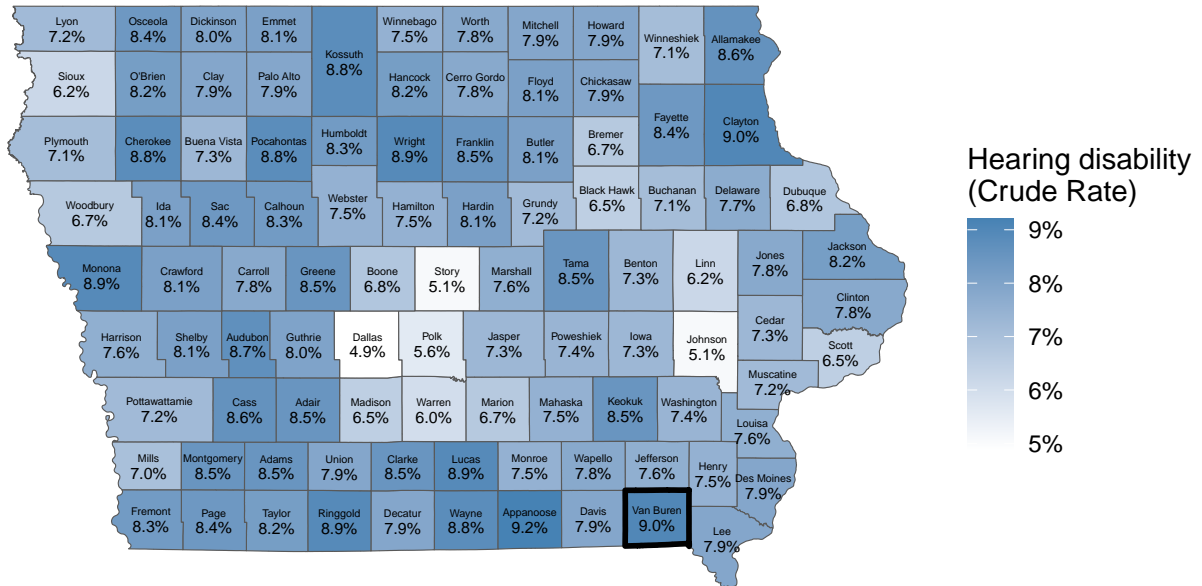 Lyon
7.2%
Osceola
8.4%
Dickinson
8.0%
Emmet
8.1%
Kossuth
8.8%
Winnebago
7.5%
Worth
7.8%
Mitchell
7.9%
Howard
7.9%
Winneshiek
7.1%
Allamakee
8.6%
Sioux
6.2%
O'Brien
8.2%
Clay
7.9%
Palo Alto
7.9%
Hancock
8.2%
Cerro Gordo
7.8%
Floyd
8.1%
Chickasaw
7.9%
Fayette
8.4%
Clayton
9.0%
Plymouth
7.1%
Cherokee
8.8%
Buena Vista
7.3%
Pocahontas
8.8%
Humboldt
8.3%
Wright
8.9%
Franklin
8.5%
Butler
8.1%
Bremer
6.7%
Woodbury
6.7%
Ida
8.1%
Sac
8.4%
Calhoun
8.3%
Webster
7.5%
Hamilton
7.5%
Hardin
8.1%
Grundy
7.2%
Black Hawk
6.5%
Buchanan
7.1%
Delaware
7.7%
Dubuque
6.8%
Monona
8.9%
Crawford
8.1%
Carroll
7.8%
Greene
8.5%
Boone
6.8%
Story
5.1%
Marshall
7.6%
Tama
8.5%
Benton
7.3%
Linn
6.2%
Jones
7.8%
Jackson
8.2%
Clinton
7.8%
Harrison
7.6%
Shelby
8.1%
Audubon
8.7%
Guthrie
8.0%
Dallas
4.9%
Polk
5.6%
Jasper
7.3%
Poweshiek
7.4%
Iowa
7.3%
Johnson
5.1%
Cedar
7.3%
Scott
6.5%
Muscatine
7.2%
Pottawattamie
7.2%
Cass
8.6%
Adair
8.5%
Madison
6.5%
Warren
6.0%
Marion
6.7%
Mahaska
7.5%
Keokuk
8.5%
Washington
7.4%
Louisa
7.6%
Mills
7.0%
Montgomery
8.5%
Adams
8.5%
Union
7.9%
Clarke
8.5%
Lucas
8.9%
Monroe
7.5%
Wapello
7.8%
Jefferson
7.6%
Henry
7.5%
Des Moines
7.9%
Fremont
8.3%
Page
8.4%
Taylor
8.2%
Ringgold
8.9%
Decatur
7.9%
Wayne
8.8%
Appanoose
9.2%
Davis
7.9%
Van Buren
9.0%
Lee
7.9%
Hearing disability
(Crude Rate)
9%
8%
7%
6%
5%